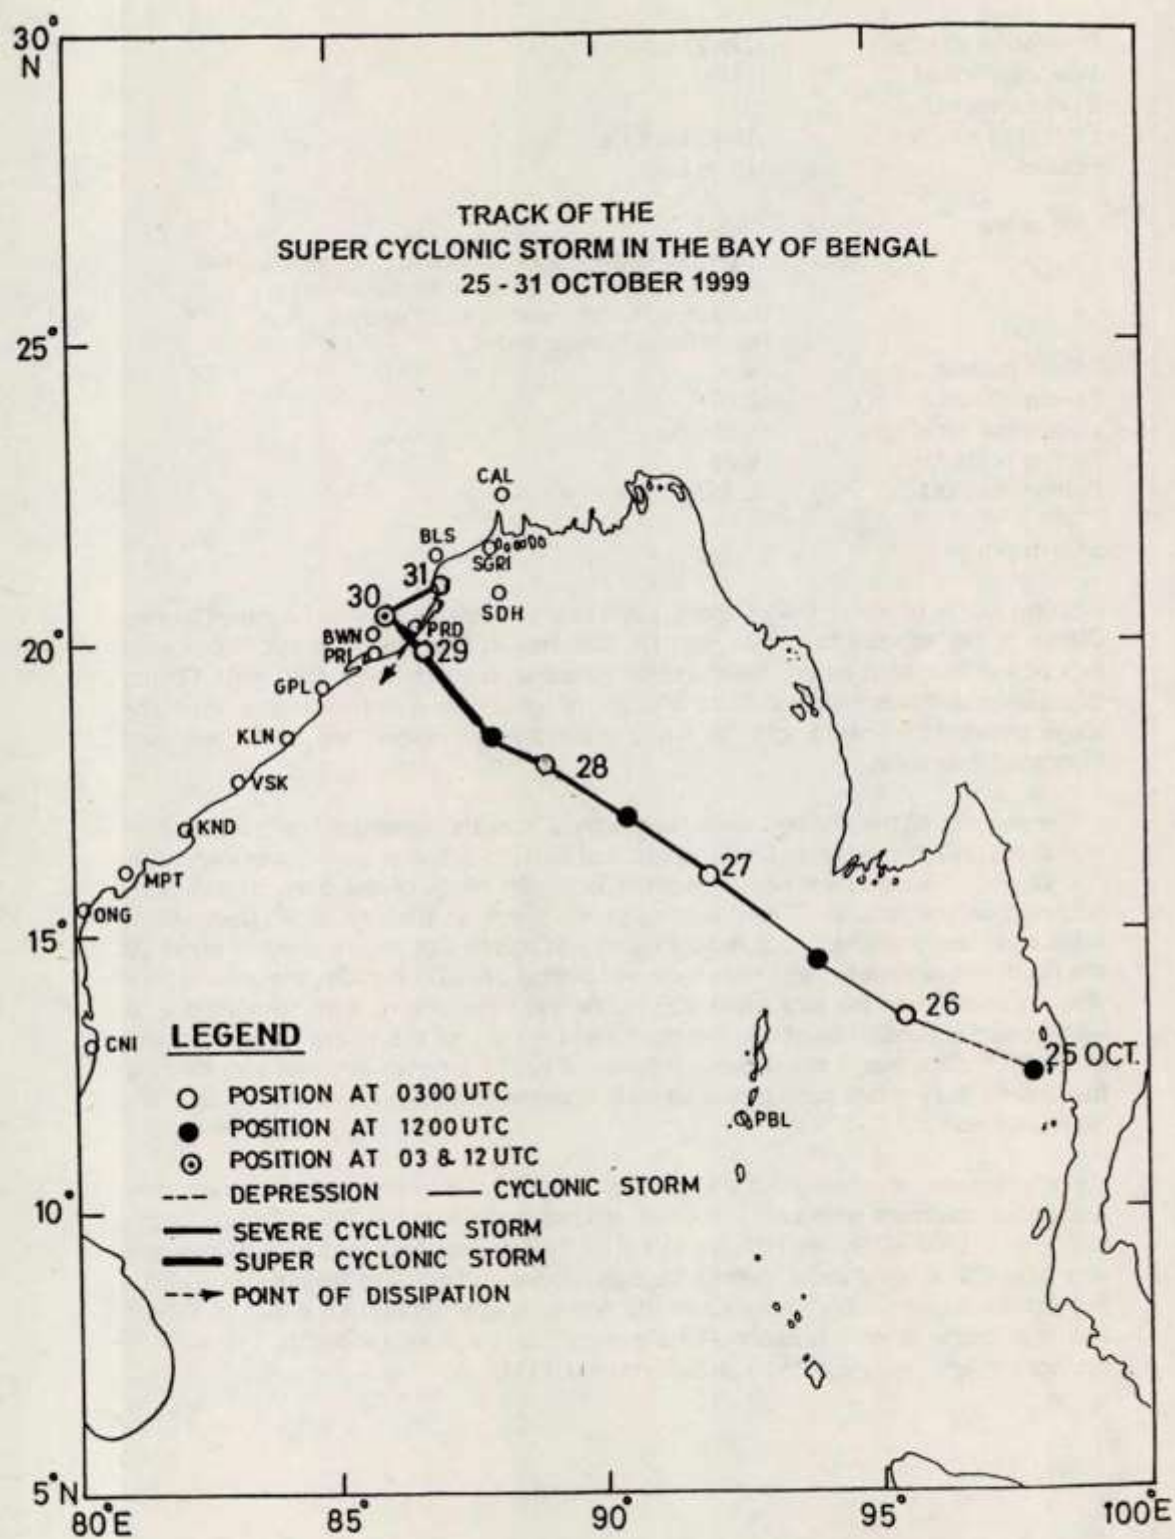 30°
N
TRACK OF THE
SUPER CYCLONIC STORM IN THE BAY OF BENGAL
25 - 31 OCTOBER 1999
25°
CAL
BLS
SGRI
31
30
SDH
BWN
PRD
20°
PRL
29
GPL
KLN
28
VSK
KND
27
MPT
ONG
15°
26
LEGEND
CNI
25 OCT.
POSITION AT 0300 UTC
POSITION AT 1200 UTC
PBL
POSITION AT 03 & 12 UTC
DEPRESSION CYCLONIC STORM
10°
SEVERE CYCLONIC STORM
SUPER CYCLONIC STORM
POINT OF DISSIPATION
5°N
80°E 85° 90° 95° 100°E